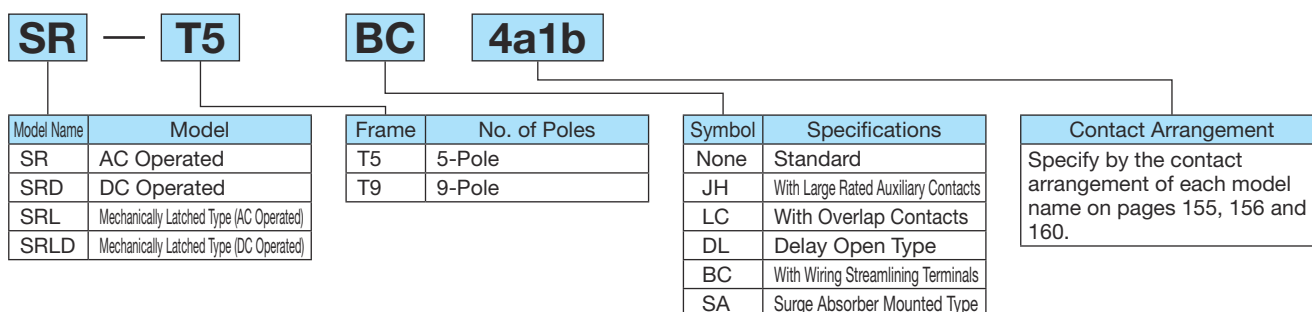 SR — T5 BC 4a1b
Model Name Model
SR AC Operated
SRD DC Operated
SRL Mechanically Latched Type (AC Operated)
SRLD Mechanically Latched Type (DC Operated)
Frame No. of Poles
T5 5-Pole
T9 9-Pole
Symbol Specifications
None Standard
JH With Large Rated Auxiliary Contacts
LC With Overlap Contacts
DL Delay Open Type
BC With Wiring Streamlining Terminals
SA Surge Absorber Mounted Type
Contact Arrangement
Specify by the contact
arrangement of each model
name on pages 155, 156 and
160.